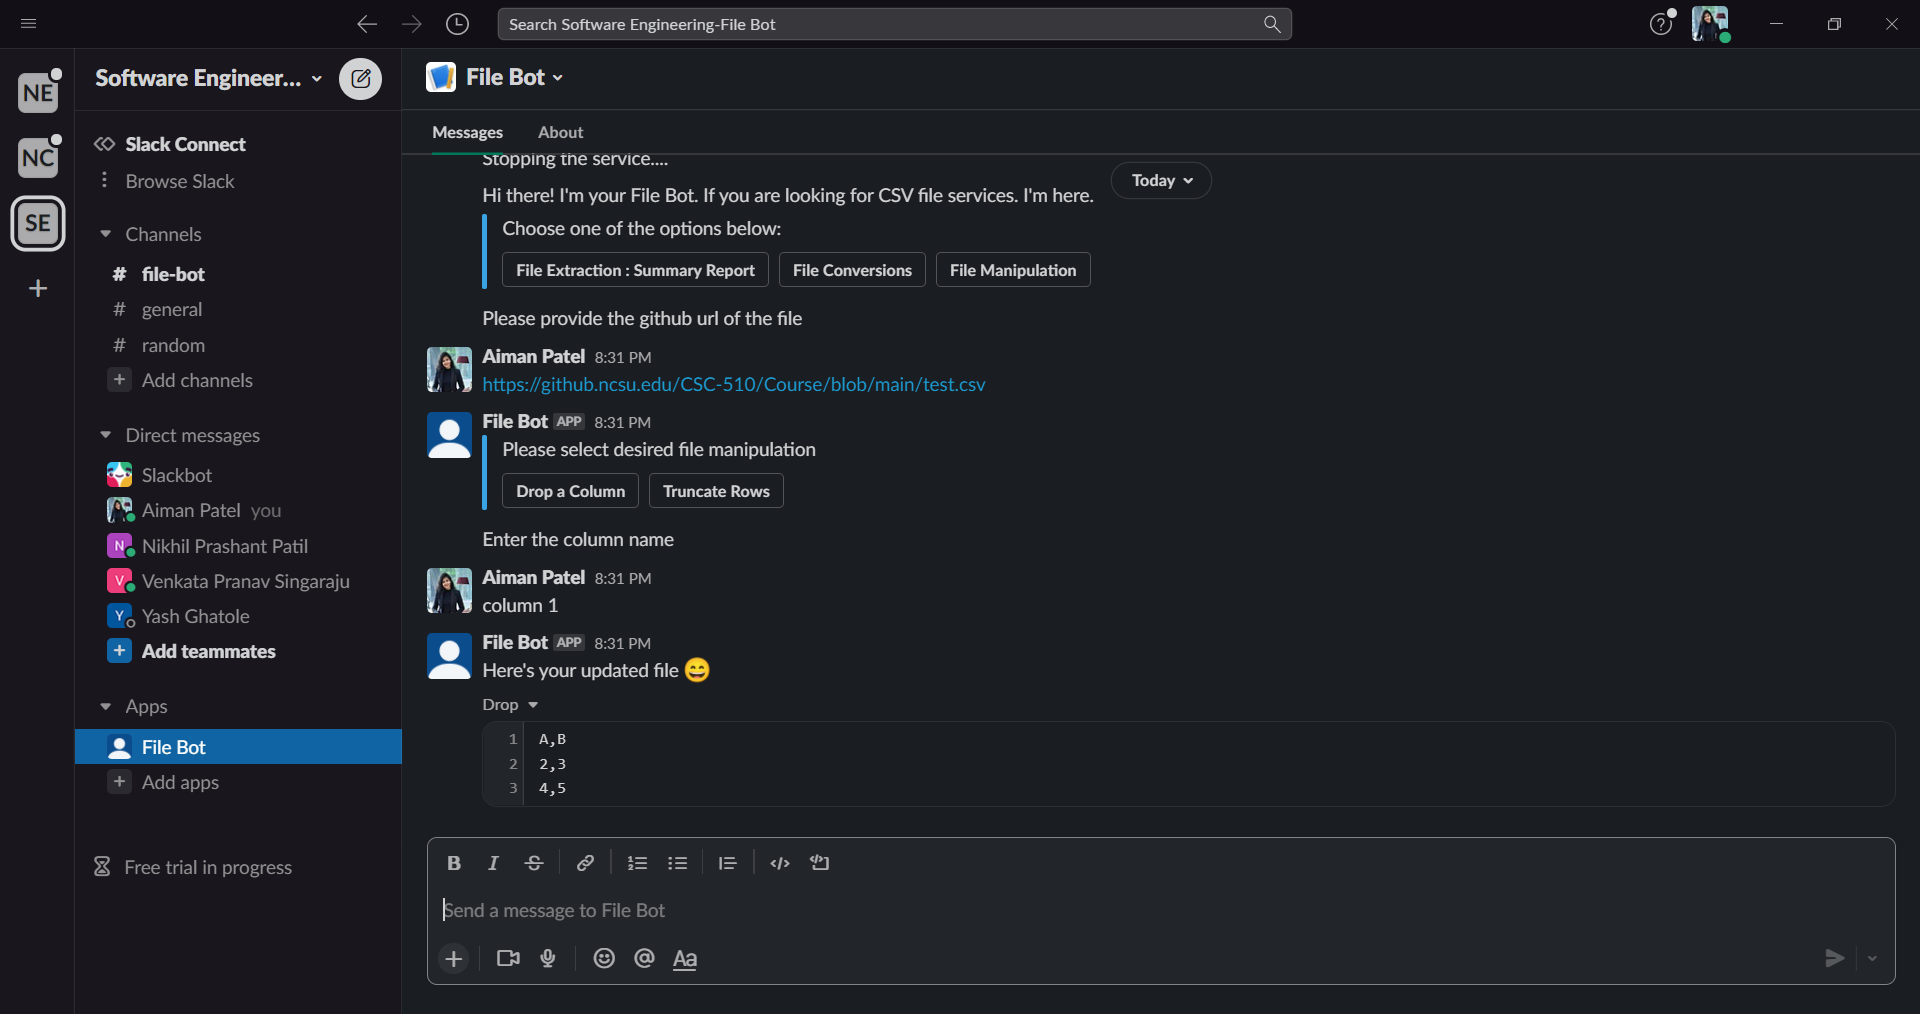 Search Software Engineering-File Bot
NE
NC
SE
Software Engineer...
Slack Connect
Browse Slack
Channels
# file-bot
# general
# random
+ Add channels
Direct messages
Slackbot
Aiman Patel you
N Nikhil Prashant Patil
V Venkata Pranav Singaraju
Y Yash Ghatole
+ Add teammates
Apps
File Bot
+ Add apps
Free trial in progress
File Bot
Messages About
Stopping the service....
Today
Hi there! I'm your File Bot. If you are looking for CSV file services. I'm here.
Choose one of the options below:
File Extraction : Summary Report File Conversions File Manipulation
Please provide the github url of the file
Aiman Patel 8:31 PM
https://github.ncsu.edu/CSC-510/Course/blob/main/test.csv
File Bot APP 8:31 PM
Please select desired file manipulation
Drop a Column Truncate Rows
Enter the column name
Aiman Patel 8:31 PM
column 1
File Bot APP 8:31 PM
Here's your updated file 😄
Drop
1 A,B
2 2,3
3 4,5
B I S
Send a message to File Bot
+ @ Aa